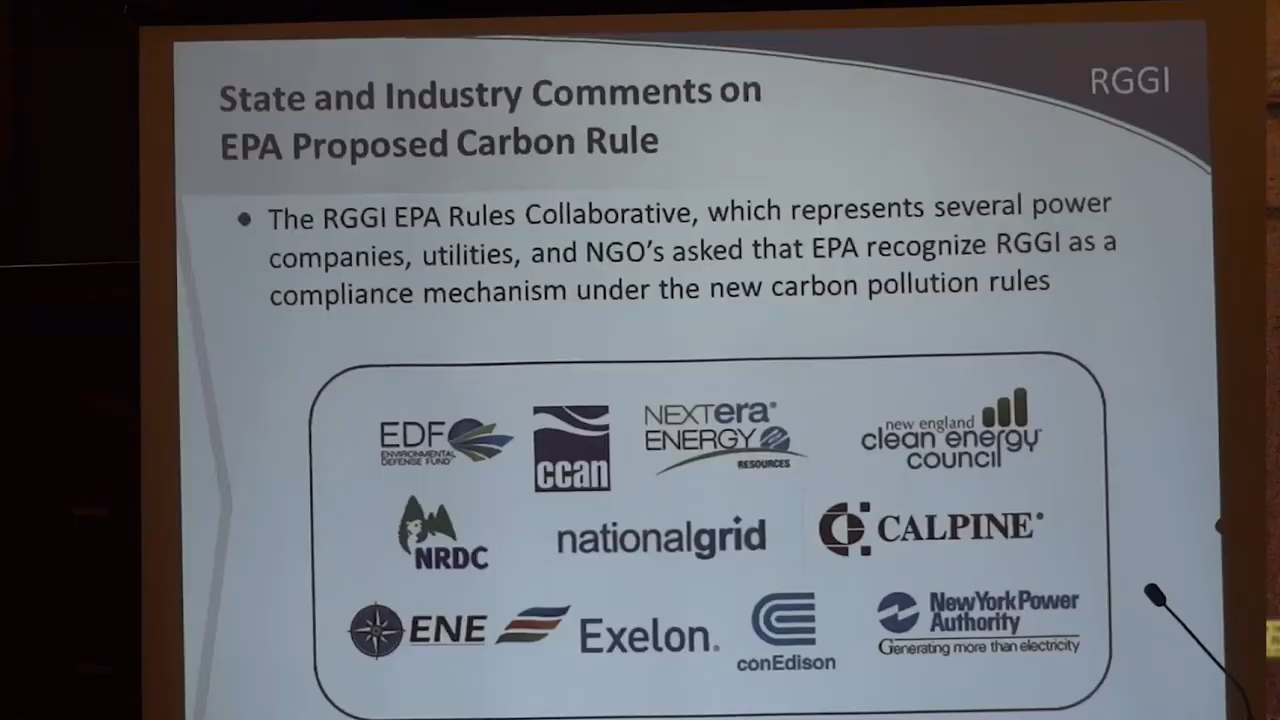 RGGI
State and Industry Comments on
EPA Proposed Carbon Rule
The RGGI EPA Rules Collaborative, which represents several power
companies, utilities, and NGO's asked that EPA recognize RGGI as a
compliance mechanism under the new carbon pollution rules
EDF
ENVIRONMENTAL
DEFENSE FUND
ccan
NEXTera®
ENERGY
RESOURCES
new england
clean energy
council
NRDC
nationalgrid
CALPINE®
ENE
Exelon.
conEdison
NewYorkPower
Authority
Generating more than electricity